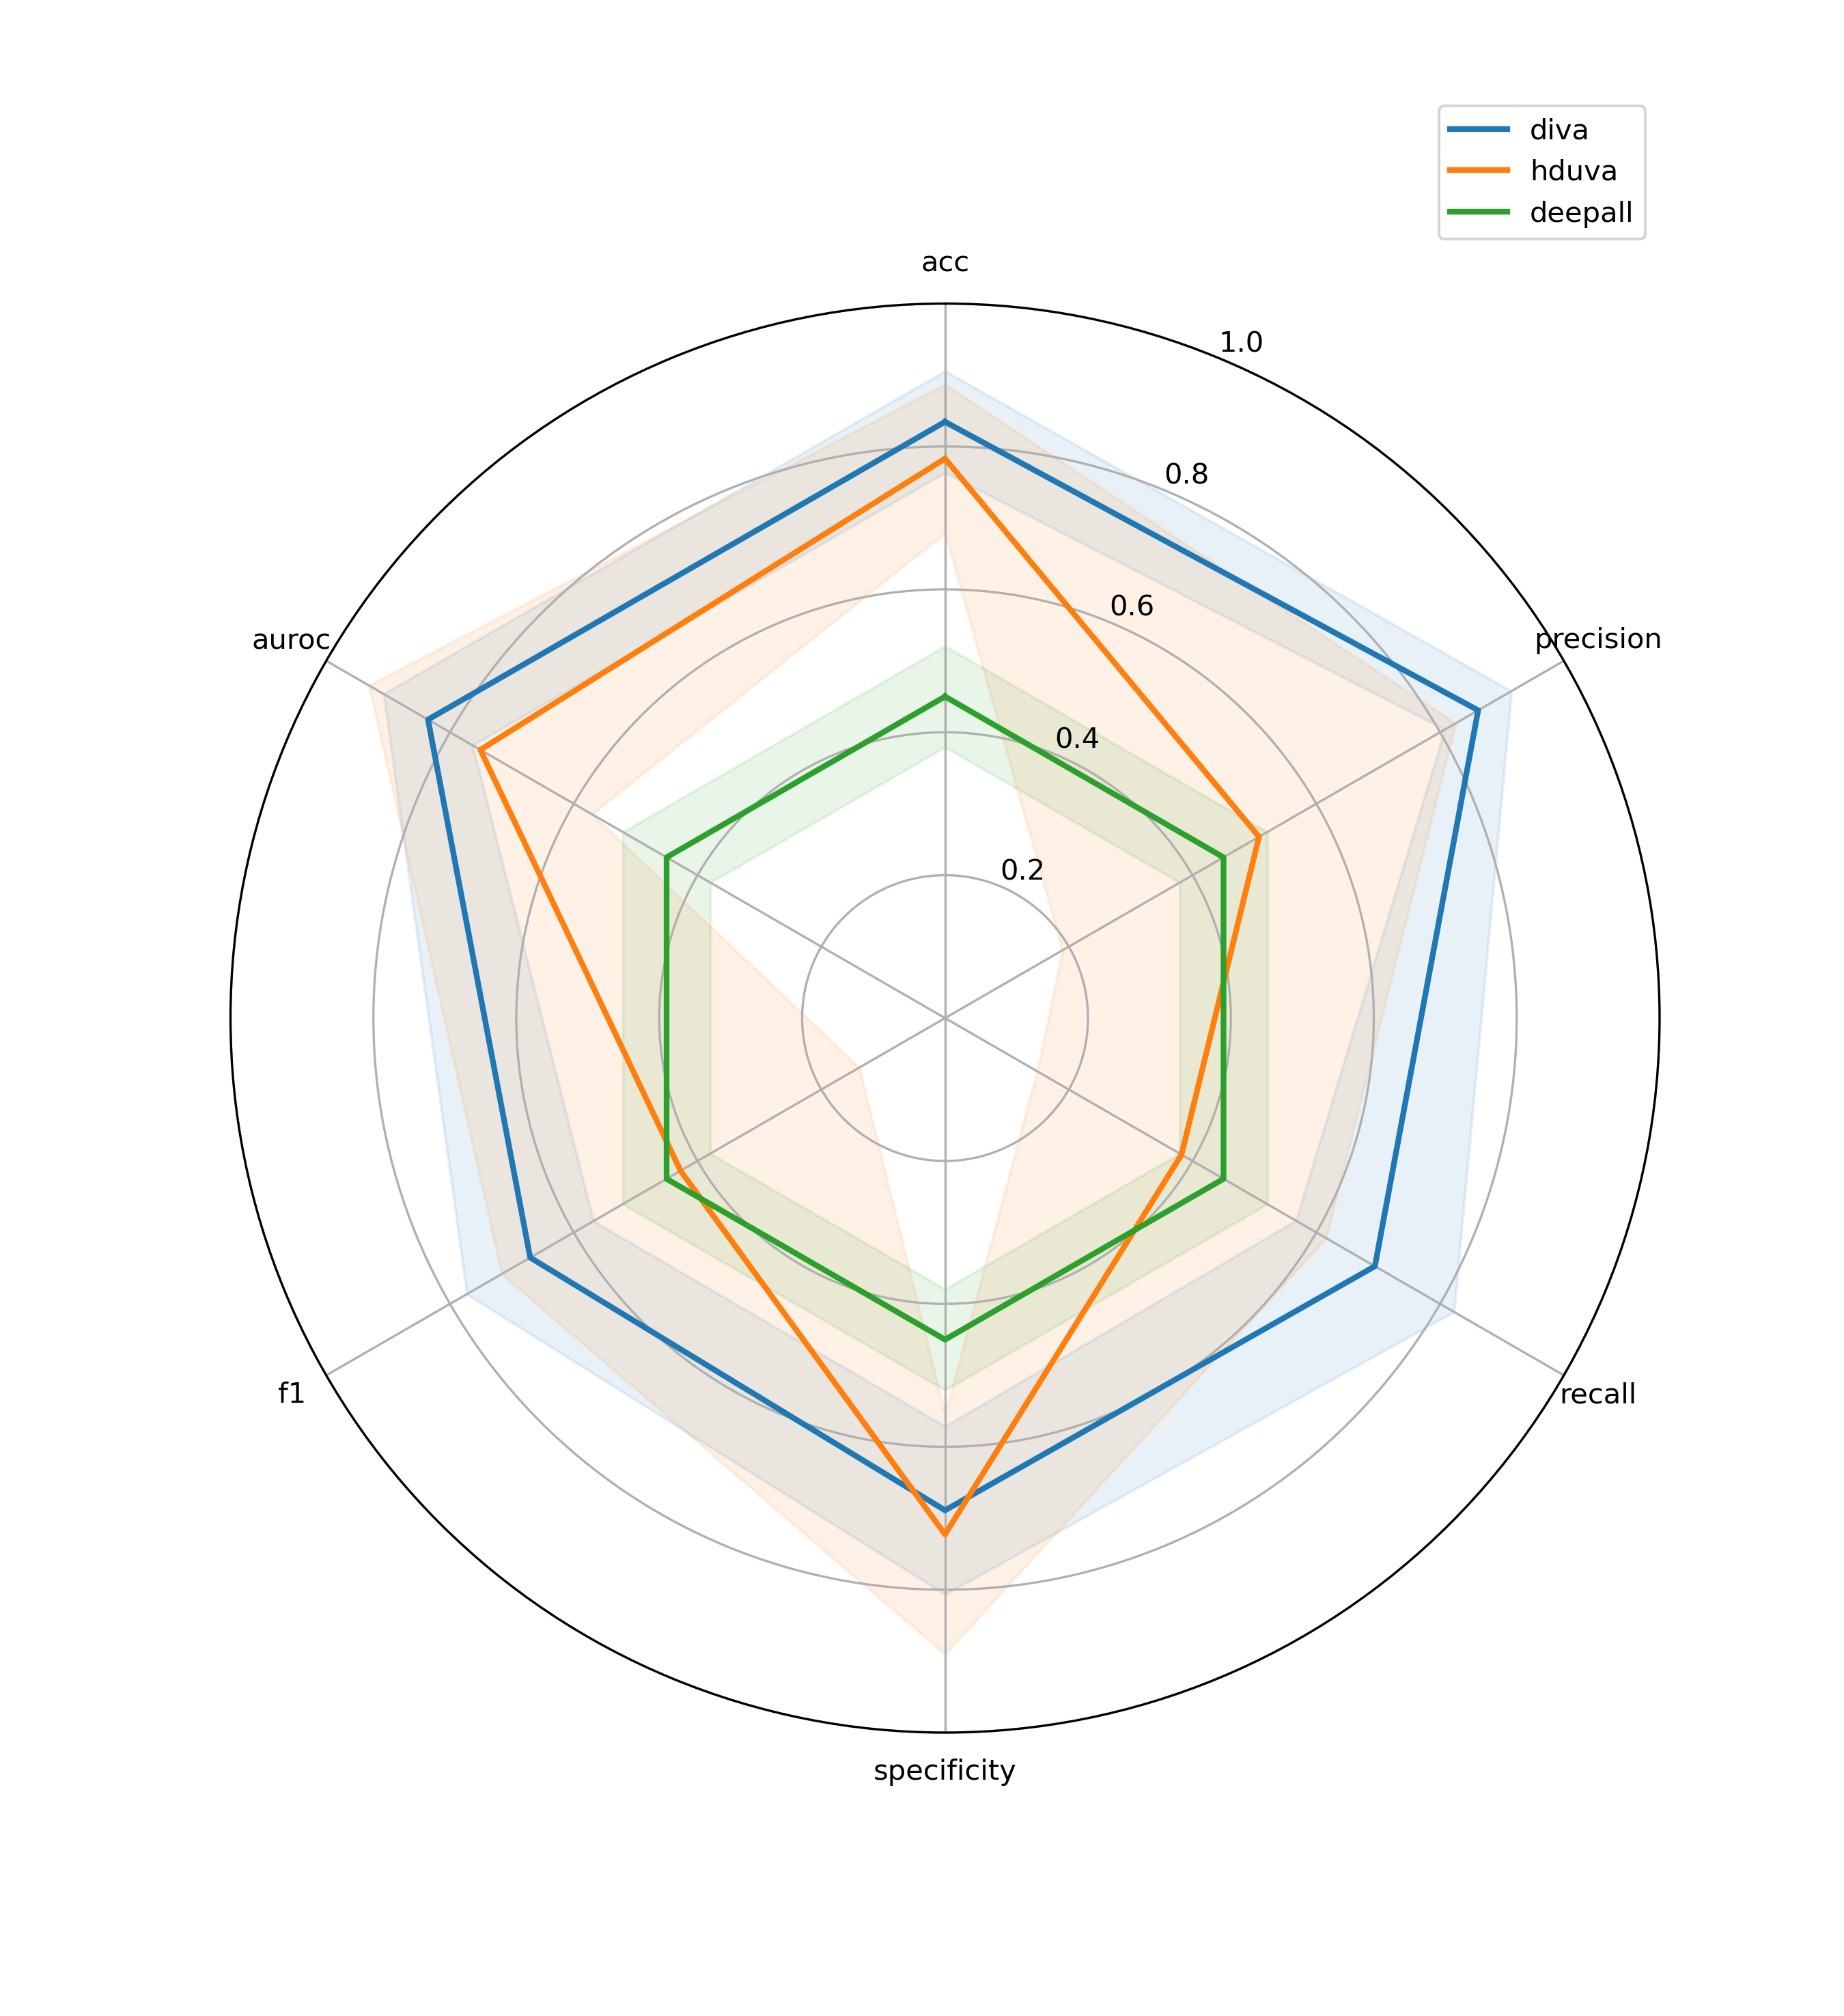 diva
hduva
deepall
acc
1.0
0.8
0.6
auroc
precision
0.4
0.2
f1
recall
specificity